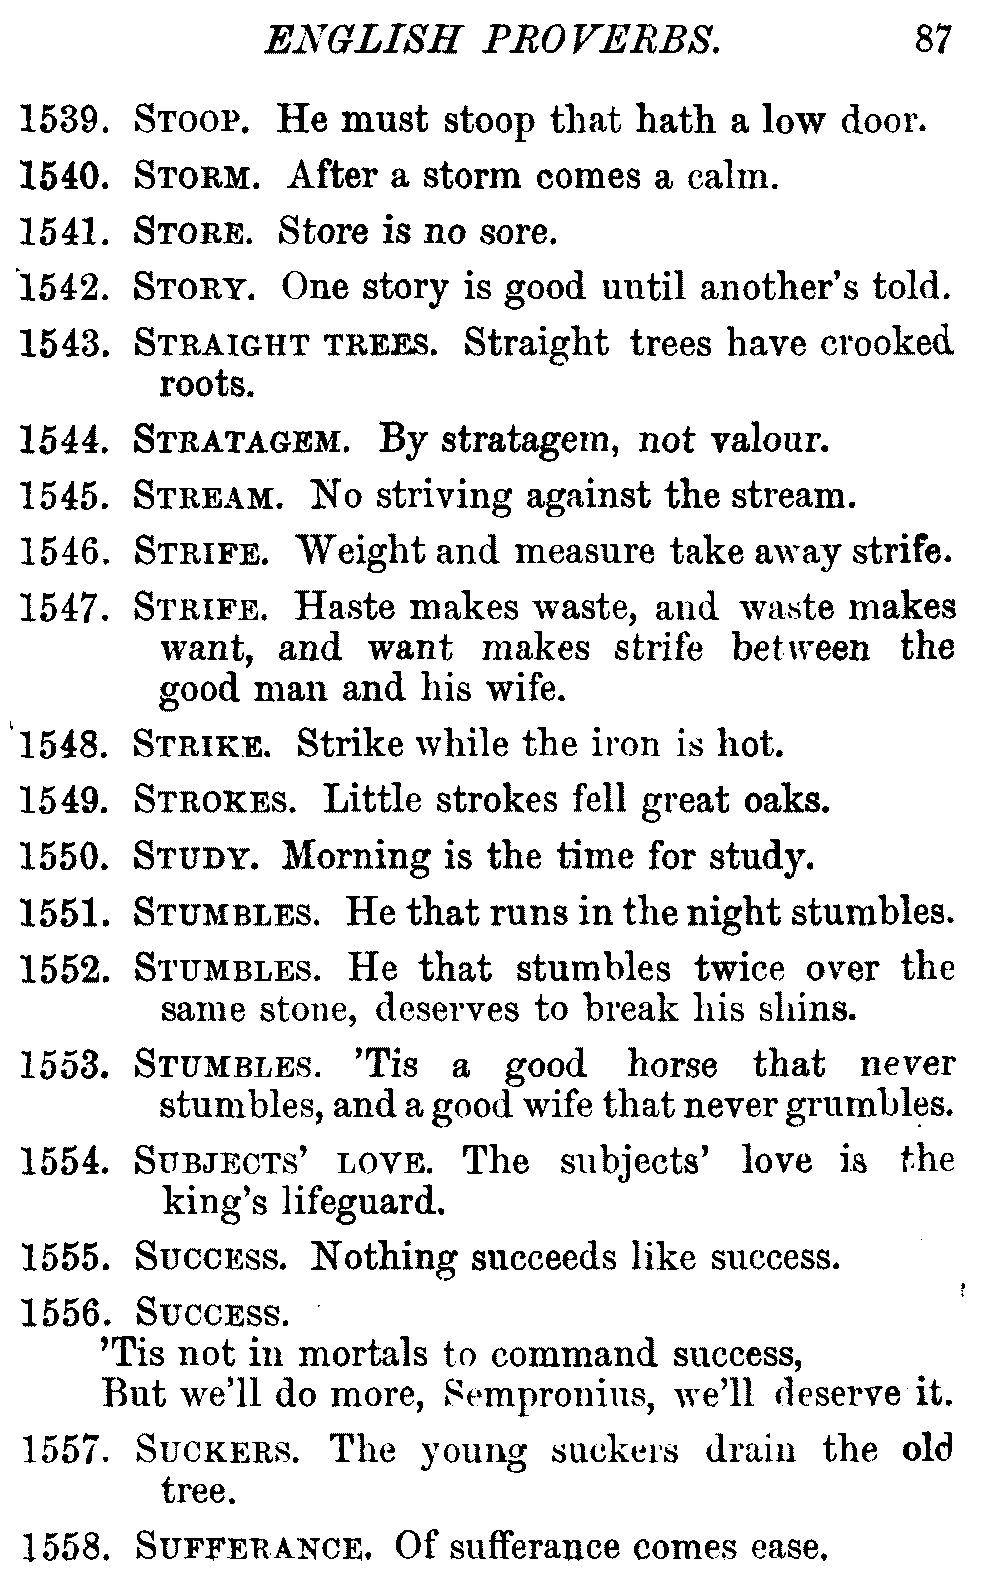 ENGLISH PROVERBS. 87
1539. STOOP. He must stoop that hath a low door.
1540. STORM. After a storm comes a calm.
1541. STORE. Store is no sore.
1542. STORY. One story is good until another's told.
1543. STRAIGHT TREES. Straight trees have crooked
roots.
1544. STRATAGEM. By stratagem, not valour.
1545. STREAM. No striving against the stream.
1546. STRIFE. Weight and measure take away strife.
1547. STRIFE. Haste makes waste, and waste makes
want, and want makes strife between the
good man and his wife.
1548. STRIKE. Strike while the iron is hot.
1549. STROKES. Little strokes fell great oaks.
1550. STUDY. Morning is the time for study.
1551. STUMBLES. He that runs in the night stumbles.
1552. STUMBLES. He that stumbles twice over the
same stone, deserves to break his shins.
1553. STUMBLES. 'Tis a good horse that never
stumbles, and a good wife that never grumbles.
1554. SUBJECTS' LOVE. The subjects' love is the
king's lifeguard.
1555. SUCCESS. Nothing succeeds like success.
1556. SUCCESS.
'Tis not in mortals to command success,
But we'll do more, Sempronius, we'll deserve it.
1557. SUCKERS. The young suckers drain the old
tree.
1558. SUFFERANCE. Of sufferance comes ease.